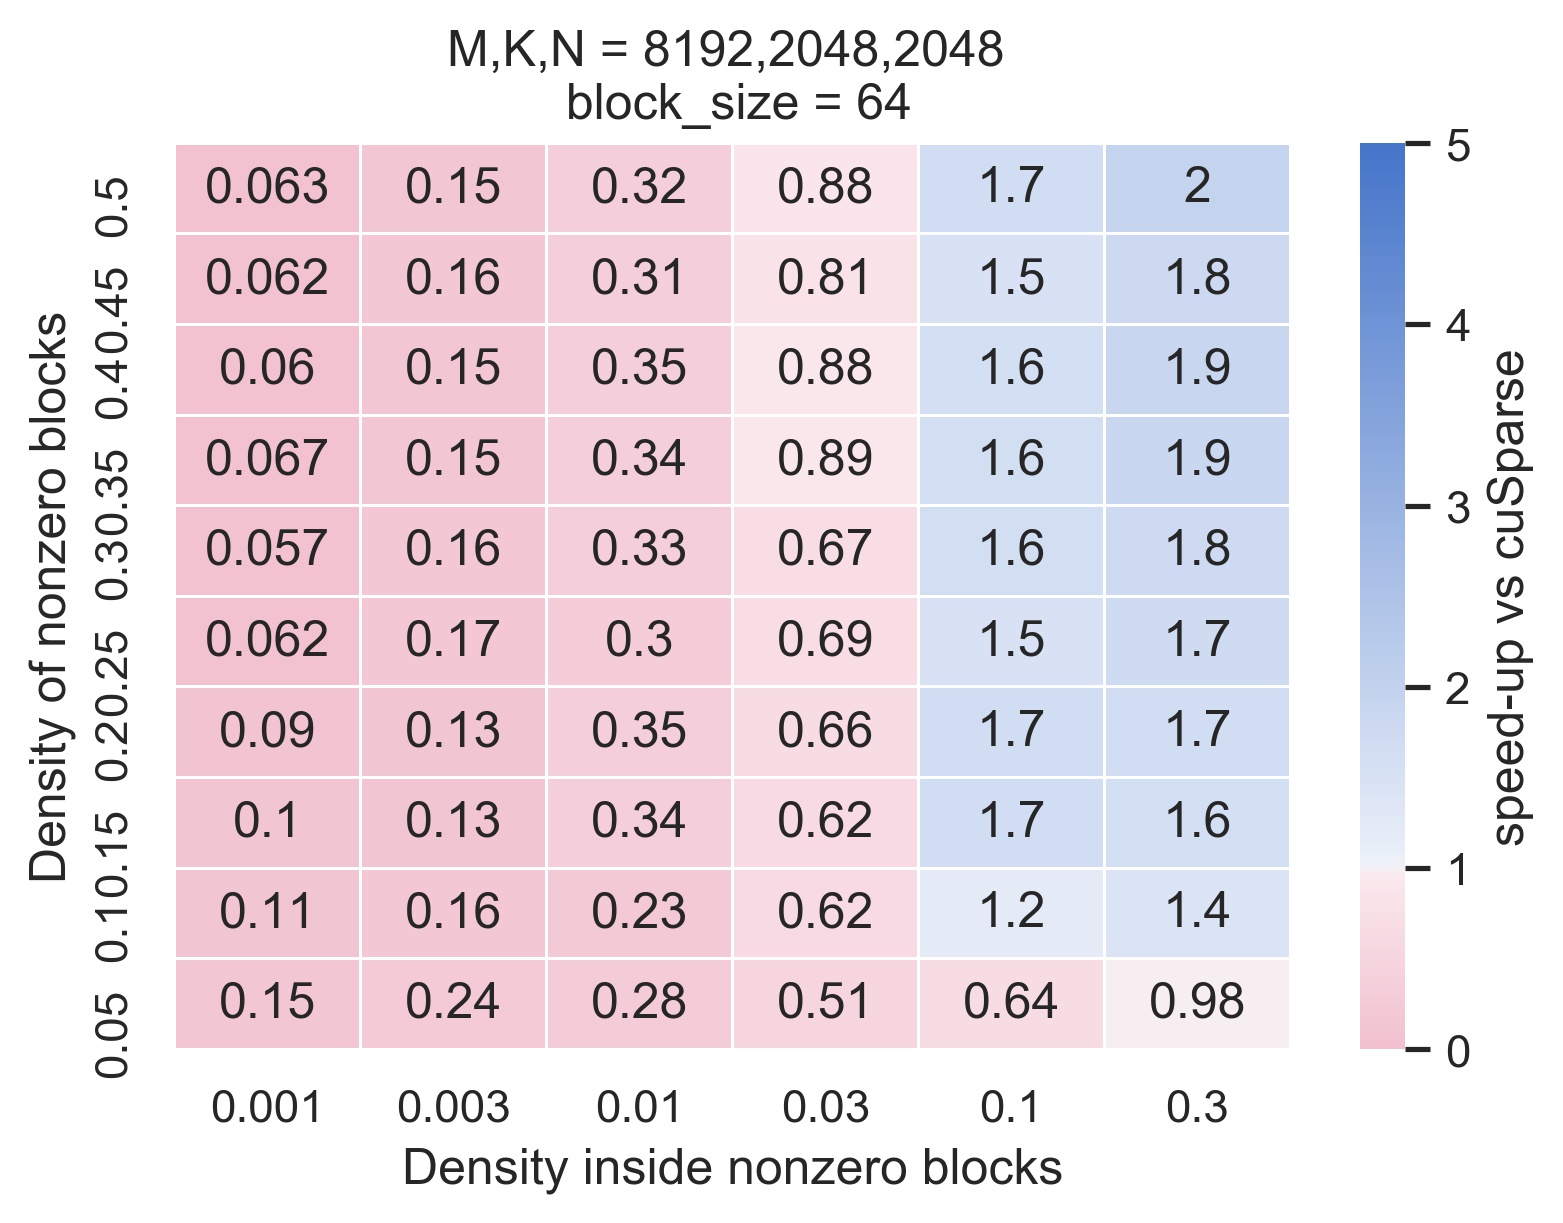 M,K,N = 8192,2048,2048
block_size = 64
Density of nonzero blocks
0.5 0.063 0.15 0.32 0.88 1.7 2
0.45 0.062 0.16 0.31 0.81 1.5 1.8
0.4 0.06 0.15 0.35 0.88 1.6 1.9
0.35 0.067 0.15 0.34 0.89 1.6 1.9
0.3 0.057 0.16 0.33 0.67 1.6 1.8
0.25 0.062 0.17 0.3 0.69 1.5 1.7
0.2 0.09 0.13 0.35 0.66 1.7 1.7
0.15 0.1 0.13 0.34 0.62 1.7 1.6
0.1 0.11 0.16 0.23 0.62 1.2 1.4
0.05 0.15 0.24 0.28 0.51 0.64 0.98
0.001 0.003 0.01 0.03 0.1 0.3
Density inside nonzero blocks
5
4
3
2
1
0
speed-up vs cuSparse